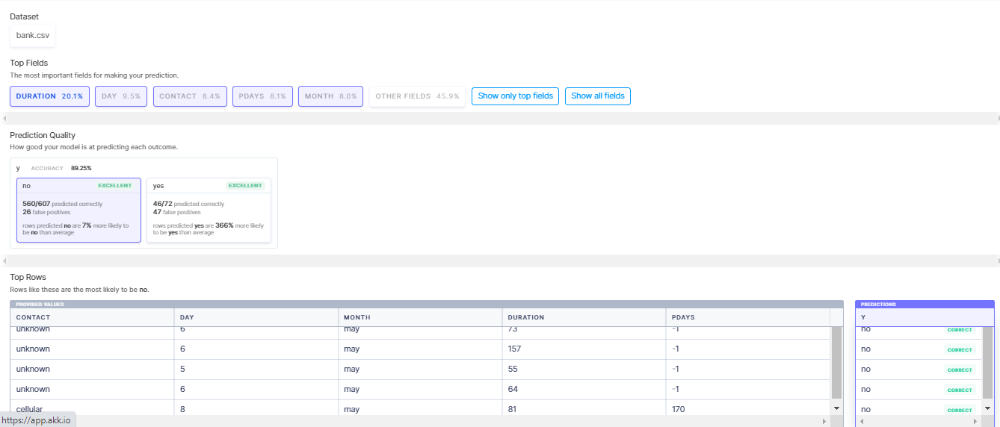 Dataset
bank.csv
Top Fields
The most important fields for making your prediction.
DURATION 20.1% DAY 9.5% CONTACT 8.4% PDAYS 8.1% MONTH 8.0% OTHER FIELDS 45.9% Show only top fields Show all fields
Prediction Quality
How good your model is at predicting each outcome.
y ACCURACY 89.25%
no EXCELLENT
560/607 predicted correctly
26 false positives
rows predicted no are 7% more likely to
be no than average
yes EXCELLENT
46/72 predicted correctly
47 false positives
rows predicted yes are 366% more likely
to be yes than average
Top Rows
Rows like these are the most likely to be no.
PROVIDED VALUES PREDICTIONS
CONTACT DAY MONTH DURATION PDAYS Y
unknown 6 may 73 -1 no CORRECT
unknown 6 may 157 -1 no CORRECT
unknown 5 may 55 -1 no CORRECT
unknown 6 may 64 -1 no CORRECT
cellular 8 may 81 170 no CORRECT
https://app.akk.io